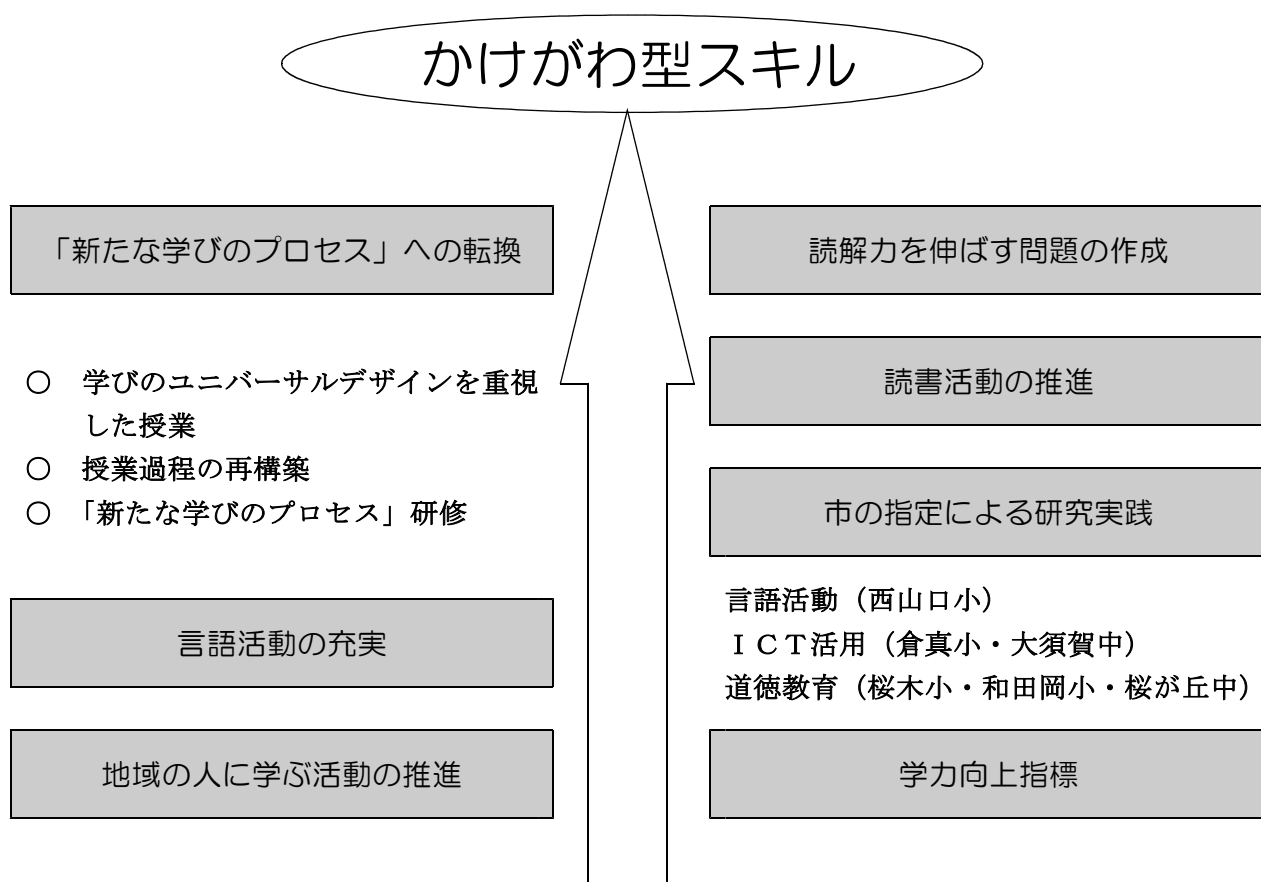 かけがわ型スキル
「新たな学びのプロセス」への転換
○　学びのユニバーサルデザインを重視
した授業
○　授業過程の再構築
○　「新たな学びのプロセス」研修
言語活動の充実
地域の人に学ぶ活動の推進
読解力を伸ばす問題の作成
読書活動の推進
市の指定による研究実践
言語活動（西山口小）
ＩＣＴ活用（倉真小・大須賀中）
道徳教育（桜木小・和田岡小・桜が丘中）
学力向上指標